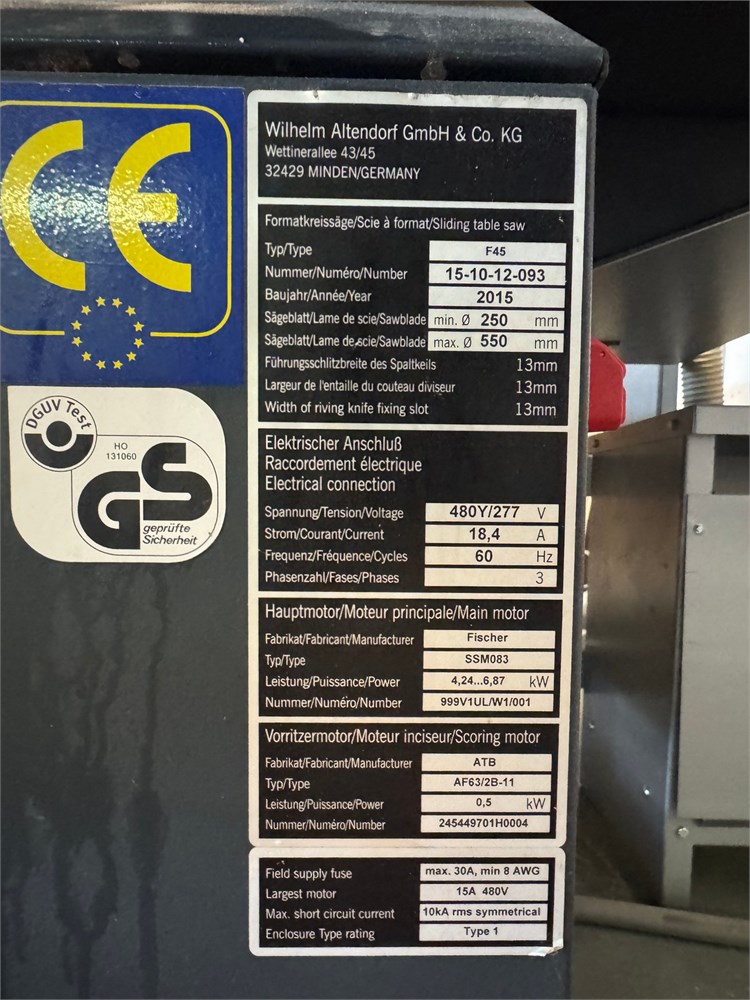 CE
DGUV Test
HO
131060
GS
geprüfte
Sicherheit
Wilhelm Altendorf GmbH & Co. KG
Wettinerallee 43/45
32429 MINDEN/GERMANY
Formatkreissäge/Scie à format/Sliding table saw
Typ/Type F45
Nummer/Numéro/Number 15-10-12-093
Baujahr/Année/Year 2015
Sägeblatt/Lame de scie/Sawblade min. Ø 250 mm
Sägeblatt/Lame de scie/Sawblade max. Ø 550 mm
Führungsschlitzbreite des Spaltkeils 13mm
Largeur de l'entaille du couteau diviseur 13mm
Width of riving knife fixing slot 13mm
Elektrischer Anschluß
Raccordement électrique
Electrical connection
Spannung/Tension/Voltage 480Y/277 V
Strom/Courant/Current 18,4 A
Frequenz/Fréquence/Cycles 60 Hz
Phasenzahl/Fases/Phases 3
Hauptmotor/Moteur principale/Main motor
Fabrikat/Fabricant/Manufacturer Fischer
Typ/Type SSM083
Leistung/Puissance/Power 4,24...6,87 kW
Nummer/Numéro/Number 999V1UL/W1/001
Vorritzermotor/Moteur inciseur/Scoring motor
Fabrikat/Fabricant/Manufacturer ATB
Typ/Type AF63/2B-11
Leistung/Puissance/Power 0,5 kW
Nummer/Numéro/Number 245449701H0004
Field supply fuse max. 30A, min 8 AWG
Largest motor 15A 480V
Max. short circuit current 10kA rms symmetrical
Enclosure Type rating Type 1